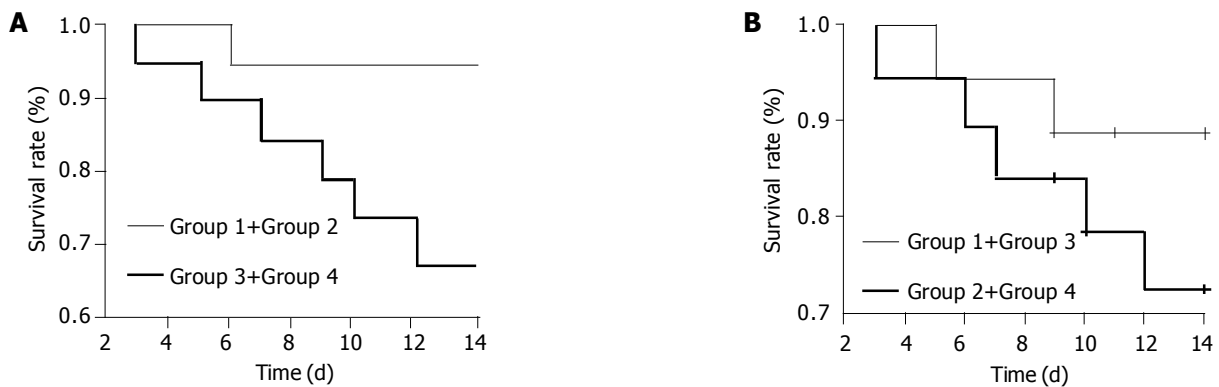 A
Survival rate (%)
1.0
0.9
0.8
0.7
0.6
Group 1+Group 2
Group 3+Group 4
2 4 6 8 10 12 14
Time (d)
B
Survival rate (%)
1.0
0.9
0.8
0.7
Group 1+Group 3
Group 2+Group 4
2 4 6 8 10 12 14
Time (d)